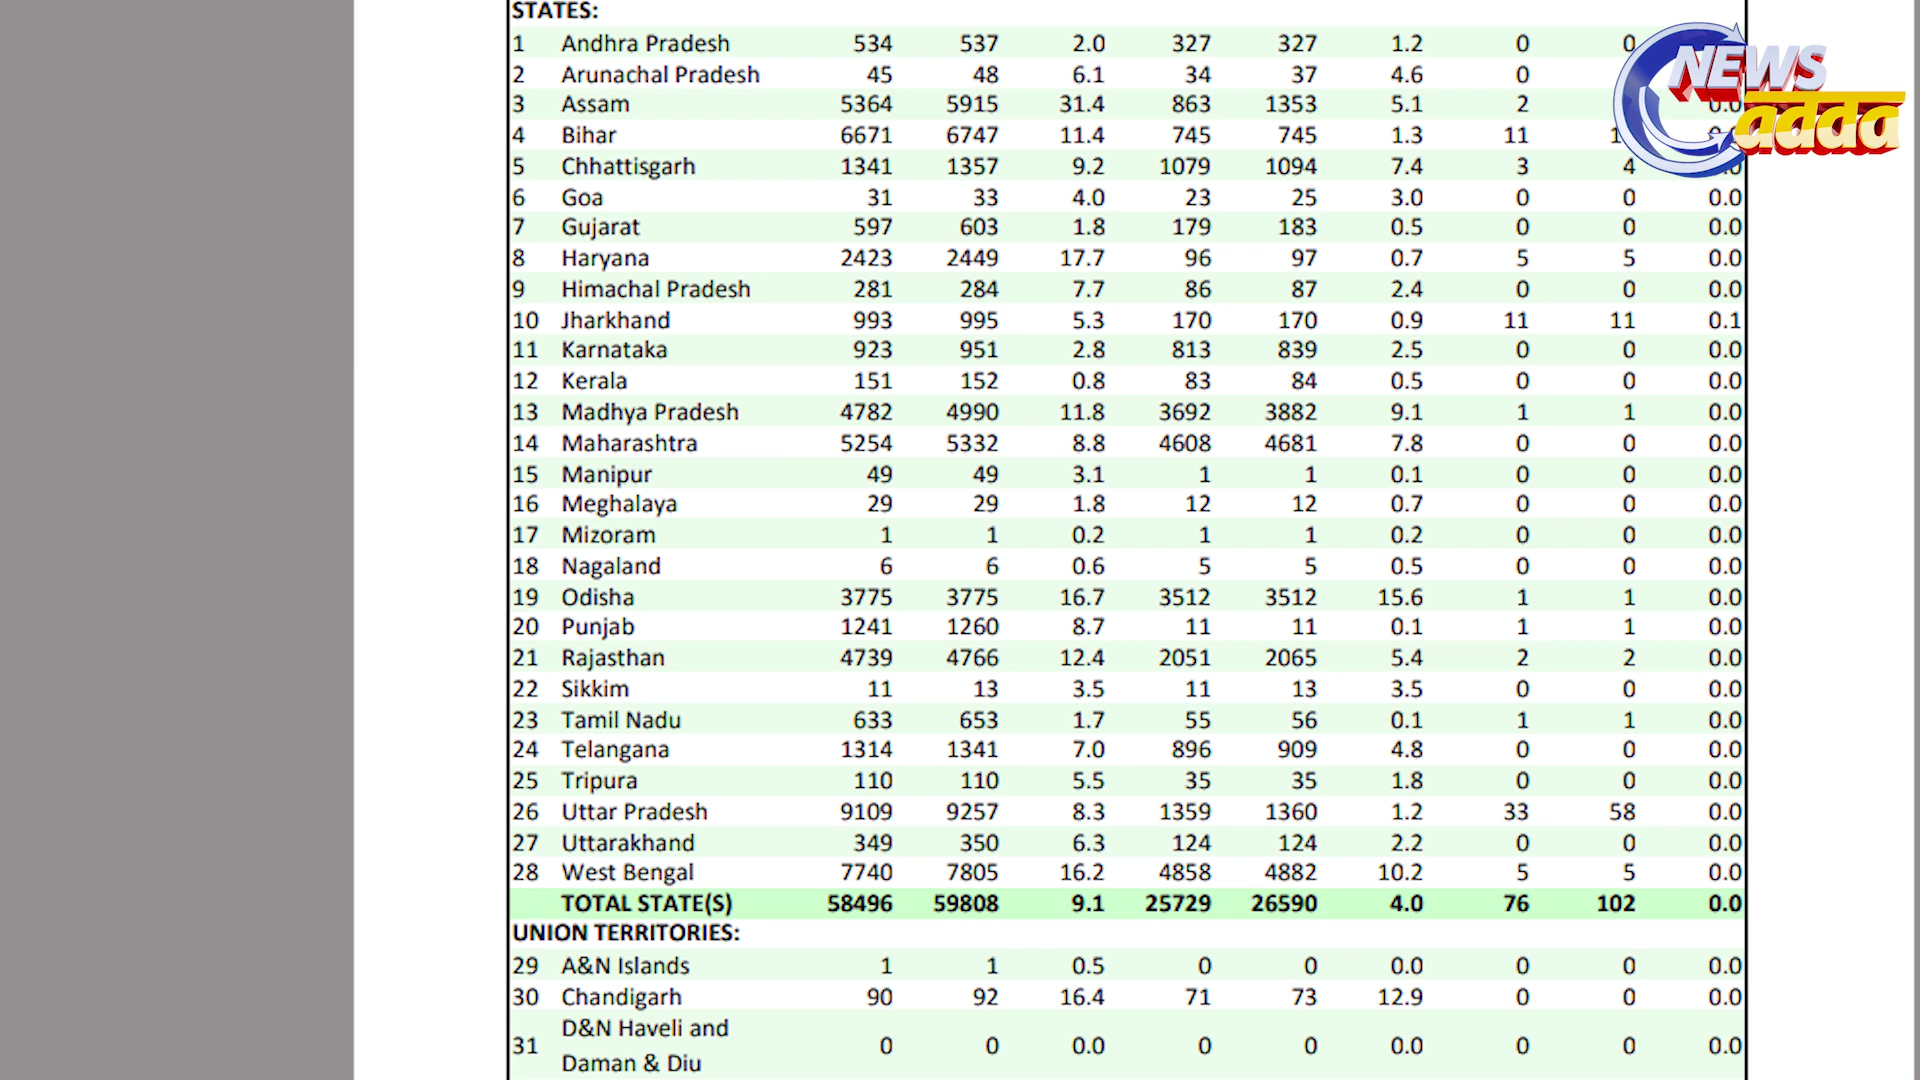 STATES:
1 Andhra Pradesh 534 537 2.0 327 327 1.2 0 0
2 Arunachal Pradesh 45 48 6.1 34 37 4.6 0
3 Assam 5364 5915 31.4 863 1353 5.1 2 0.0
4 Bihar 6671 6747 11.4 745 745 1.3 11
5 Chhattisgarh 1341 1357 9.2 1079 1094 7.4 3 4
6 Goa 31 33 4.0 23 25 3.0 0 0 0.0
7 Gujarat 597 603 1.8 179 183 0.5 0 0 0.0
8 Haryana 2423 2449 17.7 96 97 0.7 5 5 0.0
9 Himachal Pradesh 281 284 7.7 86 87 2.4 0 0 0.0
10 Jharkhand 993 995 5.3 170 170 0.9 11 11 0.1
11 Karnataka 923 951 2.8 813 839 2.5 0 0 0.0
12 Kerala 151 152 0.8 83 84 0.5 0 0 0.0
13 Madhya Pradesh 4782 4990 11.8 3692 3882 9.1 1 1 0.0
14 Maharashtra 5254 5332 8.8 4608 4681 7.8 0 0 0.0
15 Manipur 49 49 3.1 1 1 0.1 0 0 0.0
16 Meghalaya 29 29 1.8 12 12 0.7 0 0 0.0
17 Mizoram 1 1 0.2 1 1 0.2 0 0 0.0
18 Nagaland 6 6 0.6 5 5 0.5 0 0 0.0
19 Odisha 3775 3775 16.7 3512 3512 15.6 1 1 0.0
20 Punjab 1241 1260 8.7 11 11 0.1 1 1 0.0
21 Rajasthan 4739 4766 12.4 2051 2065 5.4 2 2 0.0
22 Sikkim 11 13 3.5 11 13 3.5 0 0 0.0
23 Tamil Nadu 633 653 1.7 55 56 0.1 1 1 0.0
24 Telangana 1314 1341 7.0 896 909 4.8 0 0 0.0
25 Tripura 110 110 5.5 35 35 1.8 0 0 0.0
26 Uttar Pradesh 9109 9257 8.3 1359 1360 1.2 33 58 0.0
27 Uttarakhand 349 350 6.3 124 124 2.2 0 0 0.0
28 West Bengal 7740 7805 16.2 4858 4882 10.2 5 5 0.0
TOTAL STATE(S) 58496 59808 9.1 25729 26590 4.0 76 102 0.0
UNION TERRITORIES:
29 A&N Islands 1 1 0.5 0 0 0.0 0 0 0.0
30 Chandigarh 90 92 16.4 71 73 12.9 0 0 0.0
31 D&N Haveli and
Daman & Diu 0 0 0.0 0 0 0.0 0 0 0.0
NEWS
adda